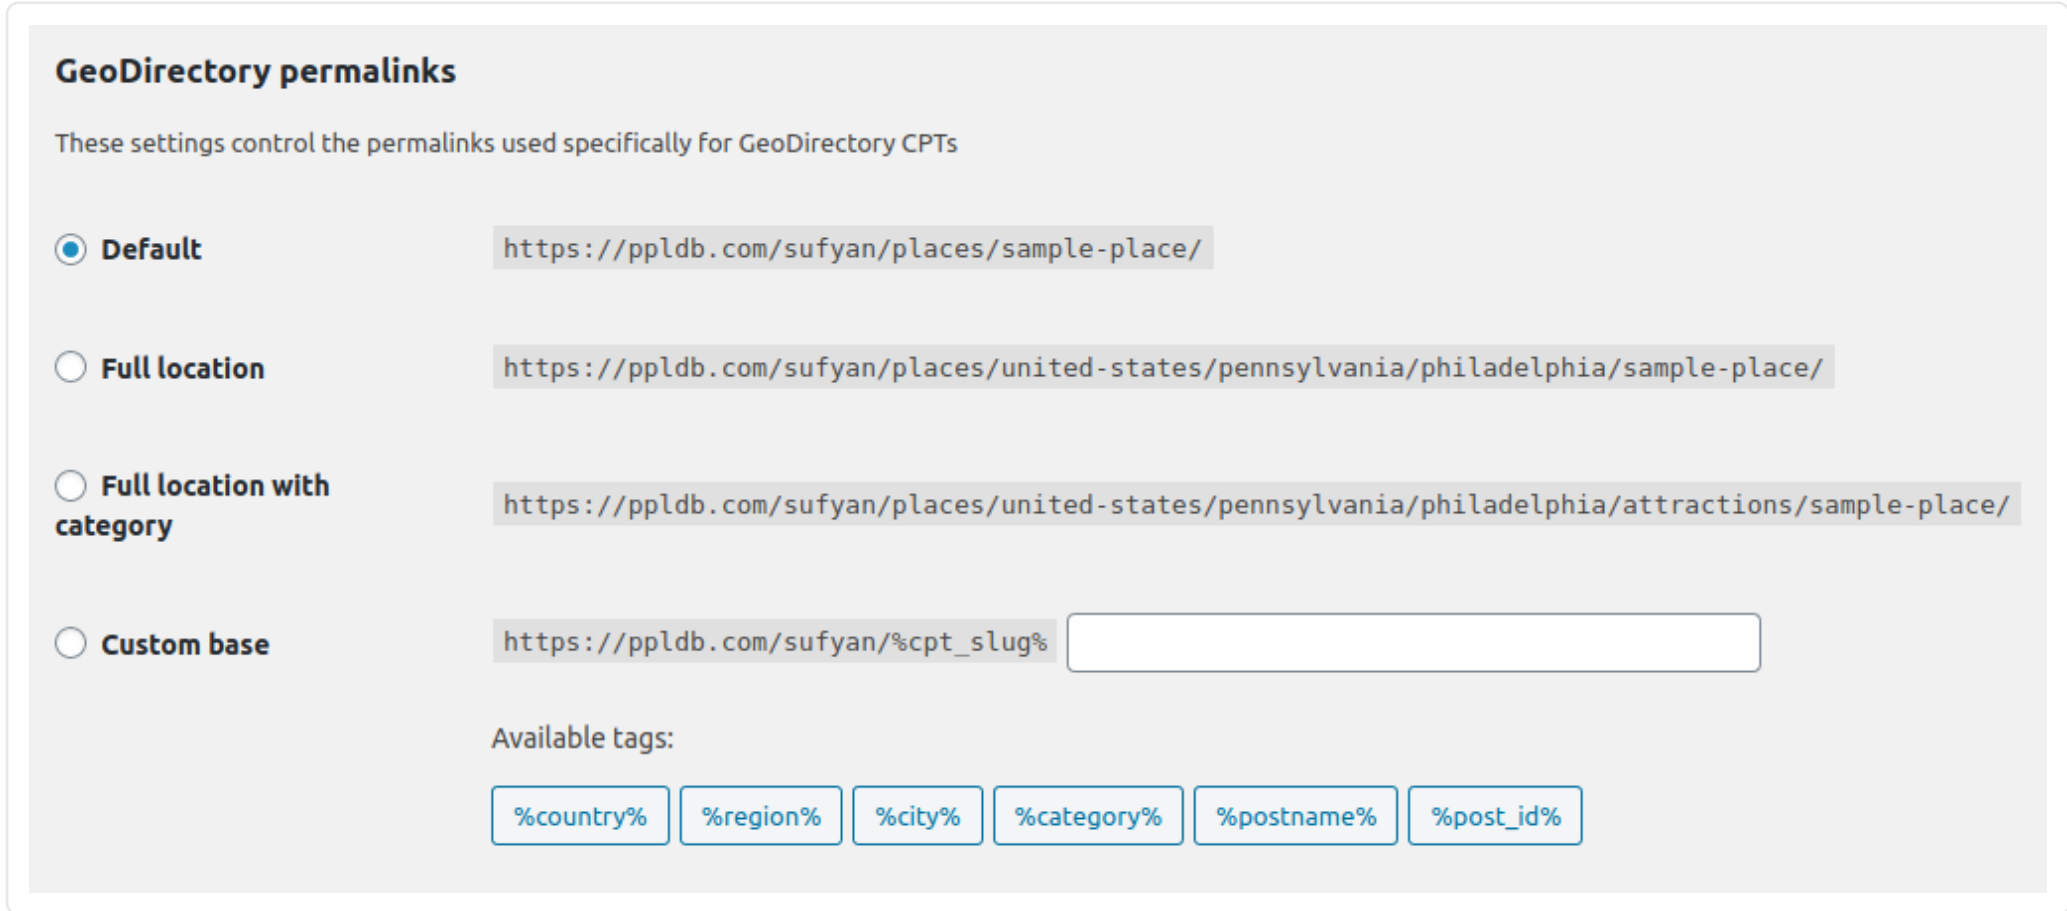 GeoDirectory permalinks
These settings control the permalinks used specifically for GeoDirectory CPTs
Default https://ppldb.com/sufyan/places/sample-place/
Full location https://ppldb.com/sufyan/places/united-states/pennsylvania/philadelphia/sample-place/
Full location with
category
https://ppldb.com/sufyan/places/united-states/pennsylvania/philadelphia/attractions/sample-place/
Custom base https://ppldb.com/sufyan/%cpt_slug%
Available tags:
%country% %region% %city% %category% %postname% %post_id%